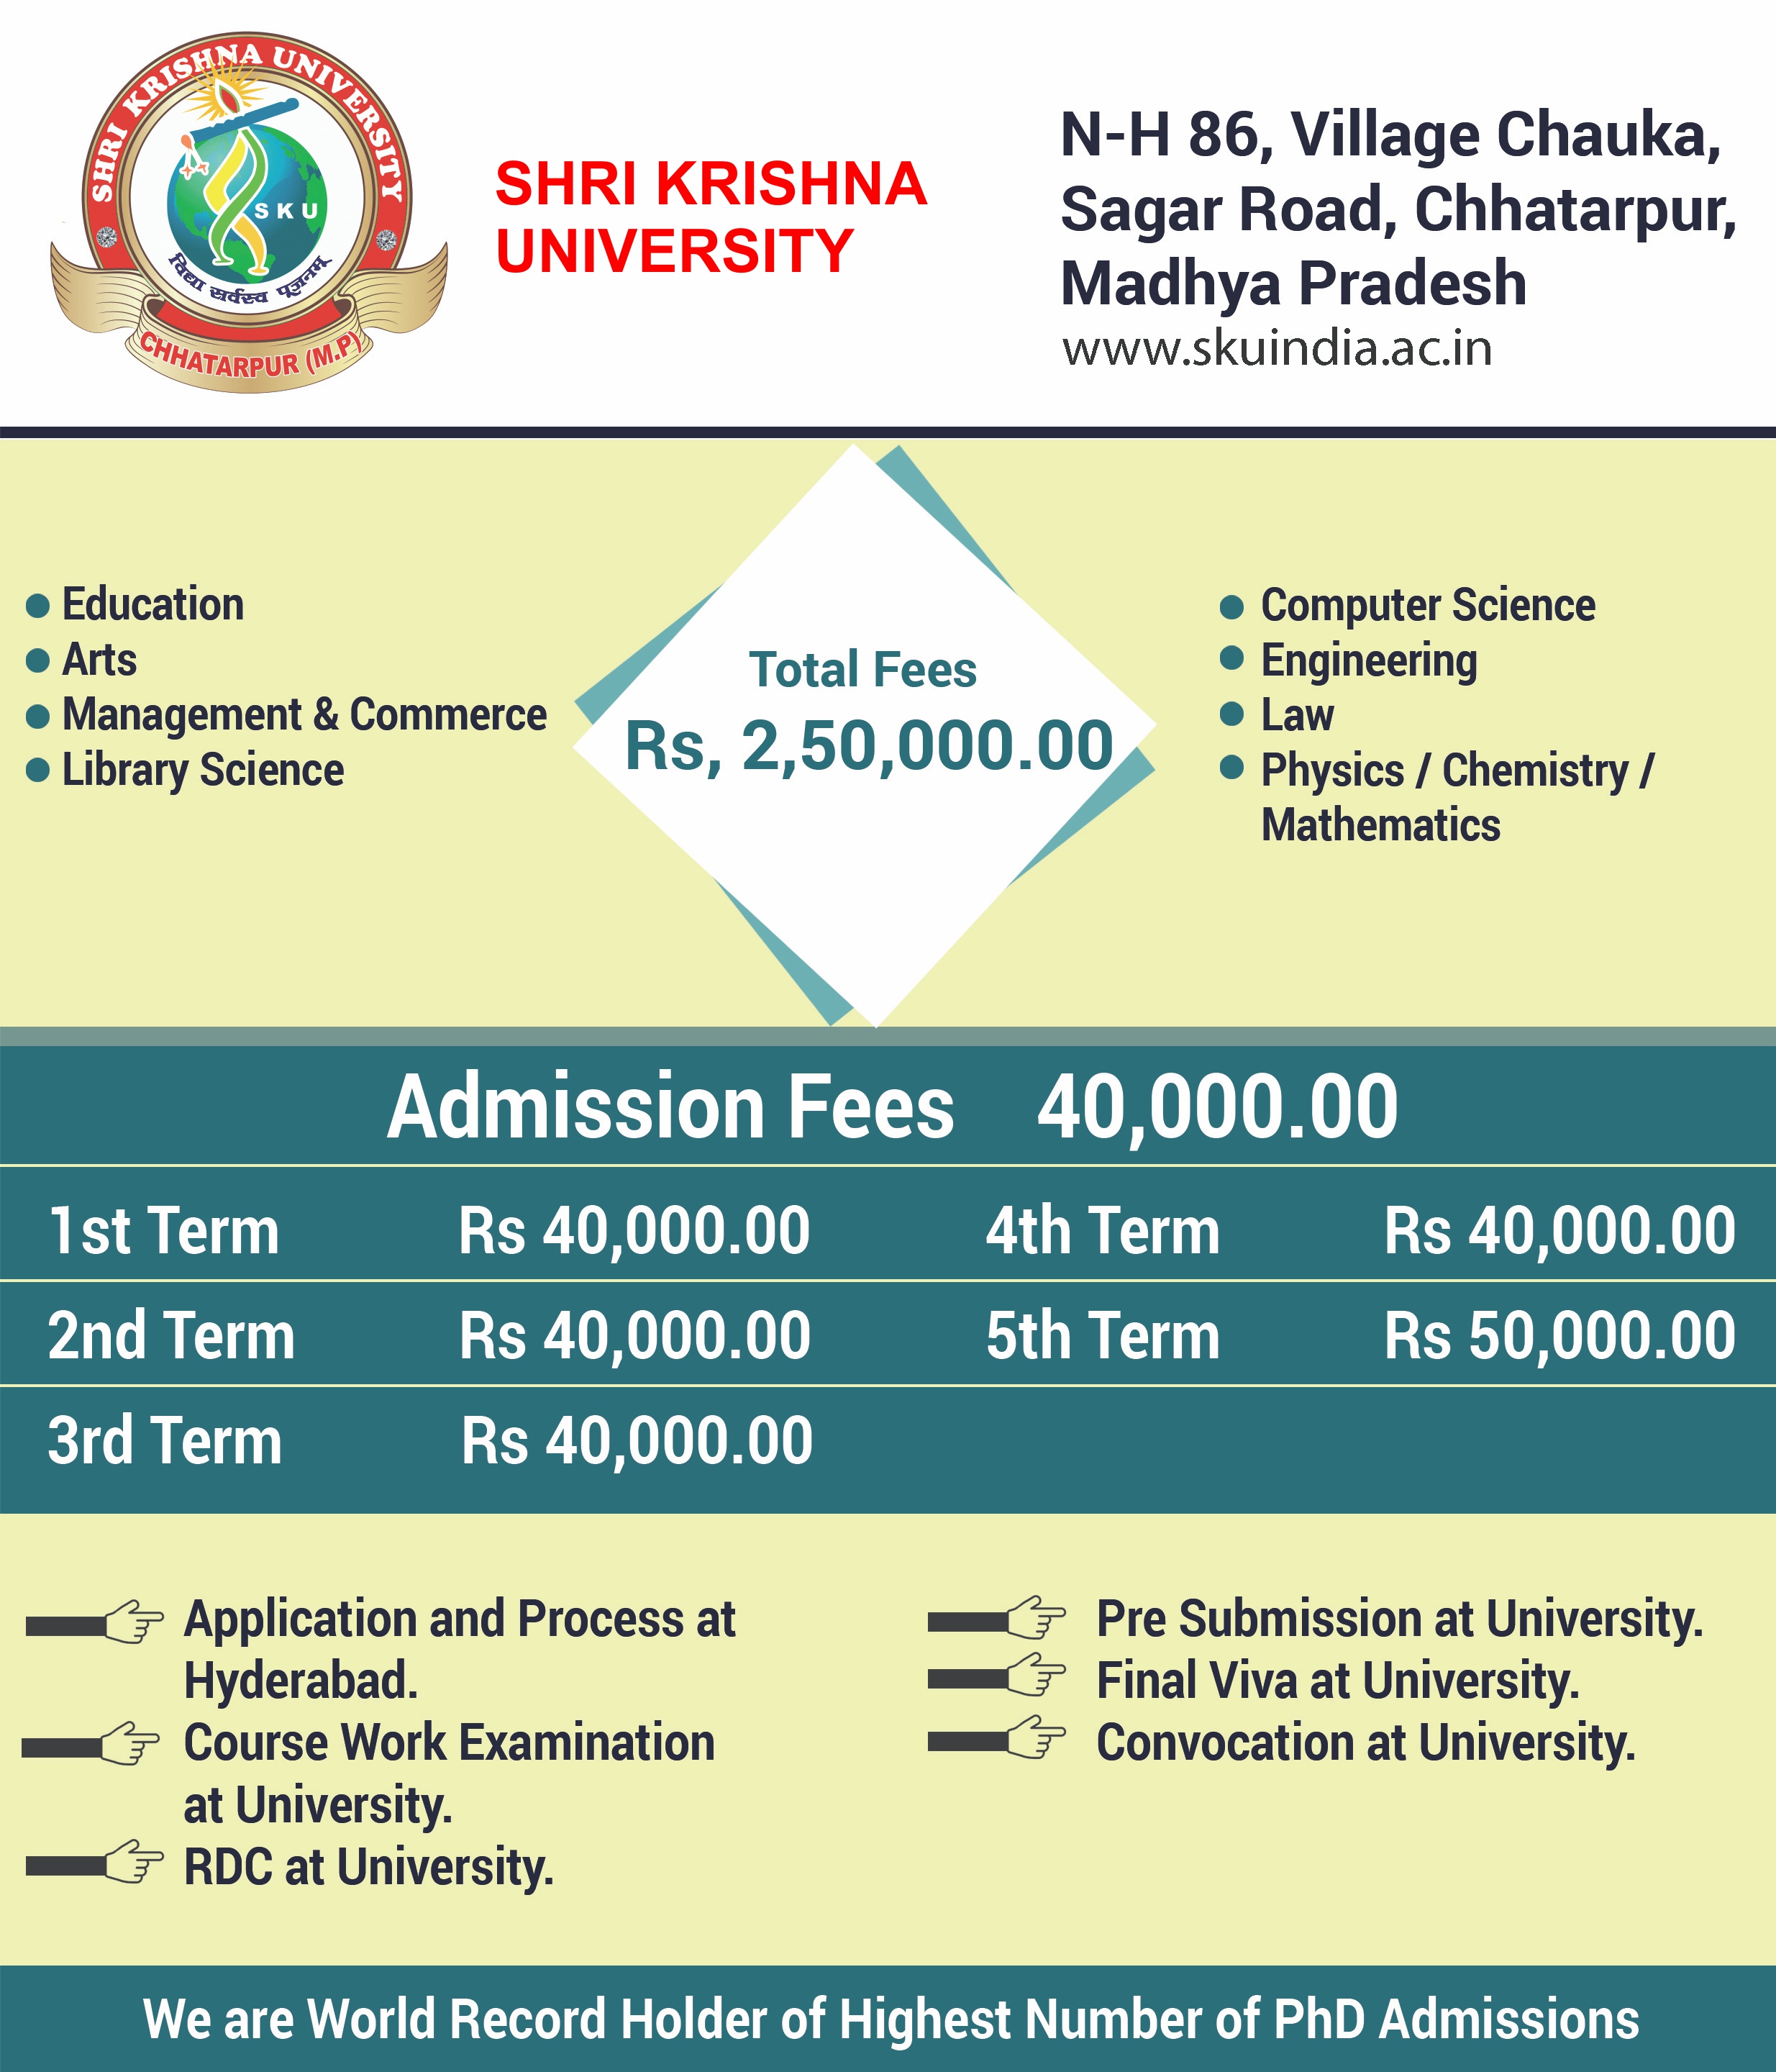 SHRI KRISHNA UNIVERSITY
SKU
विद्या सर्वस्व पूजनम्
CHHATARPUR (M.P)
SHRI KRISHNA
UNIVERSITY
N-H 86, Village Chauka,
Sagar Road, Chhatarpur,
Madhya Pradesh
www.skuindia.ac.in
Education
Arts
Management & Commerce
Library Science
Total Fees
Rs, 2,50,000.00
Computer Science
Engineering
Law
Physics / Chemistry /
Mathematics
Admission Fees 40,000.00
1st Term Rs 40,000.00 4th Term Rs 40,000.00
2nd Term Rs 40,000.00 5th Term Rs 50,000.00
3rd Term Rs 40,000.00
Application and Process at
Hyderabad.
Course Work Examination
at University.
RDC at University.
Pre Submission at University.
Final Viva at University.
Convocation at University.
We are World Record Holder of Highest Number of PhD Admissions